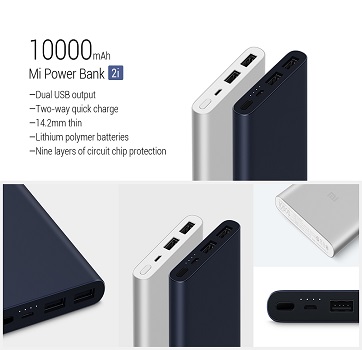 10000mAh
Mi Power Bank 2i
—Dual USB output
—Two-way quick charge
—14.2mm thin
—Lithium polymer batteries
—Nine layers of circuit chip protection